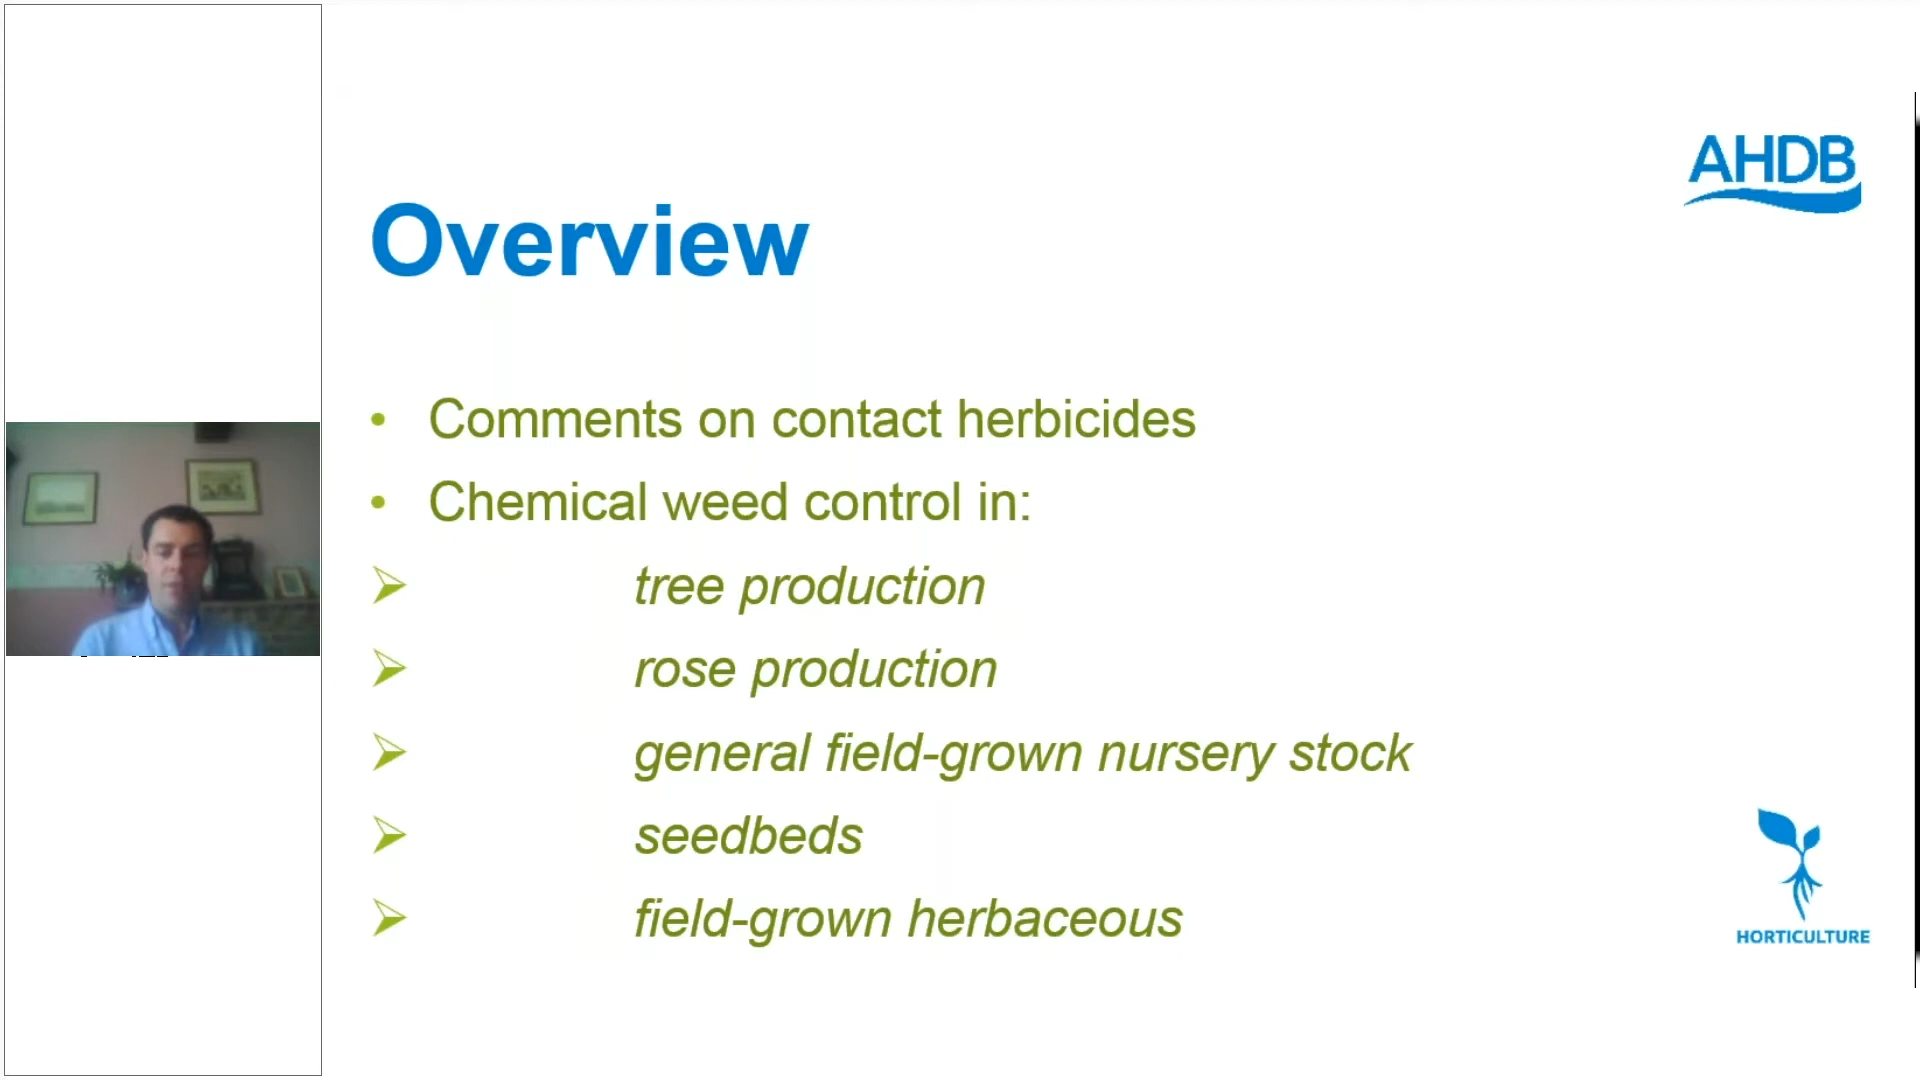 AHDB
Overview
• Comments on contact herbicides
• Chemical weed control in:
➢ tree production
➢ rose production
➢ general field-grown nursery stock
➢ seedbeds
➢ field-grown herbaceous
HORTICULTURE